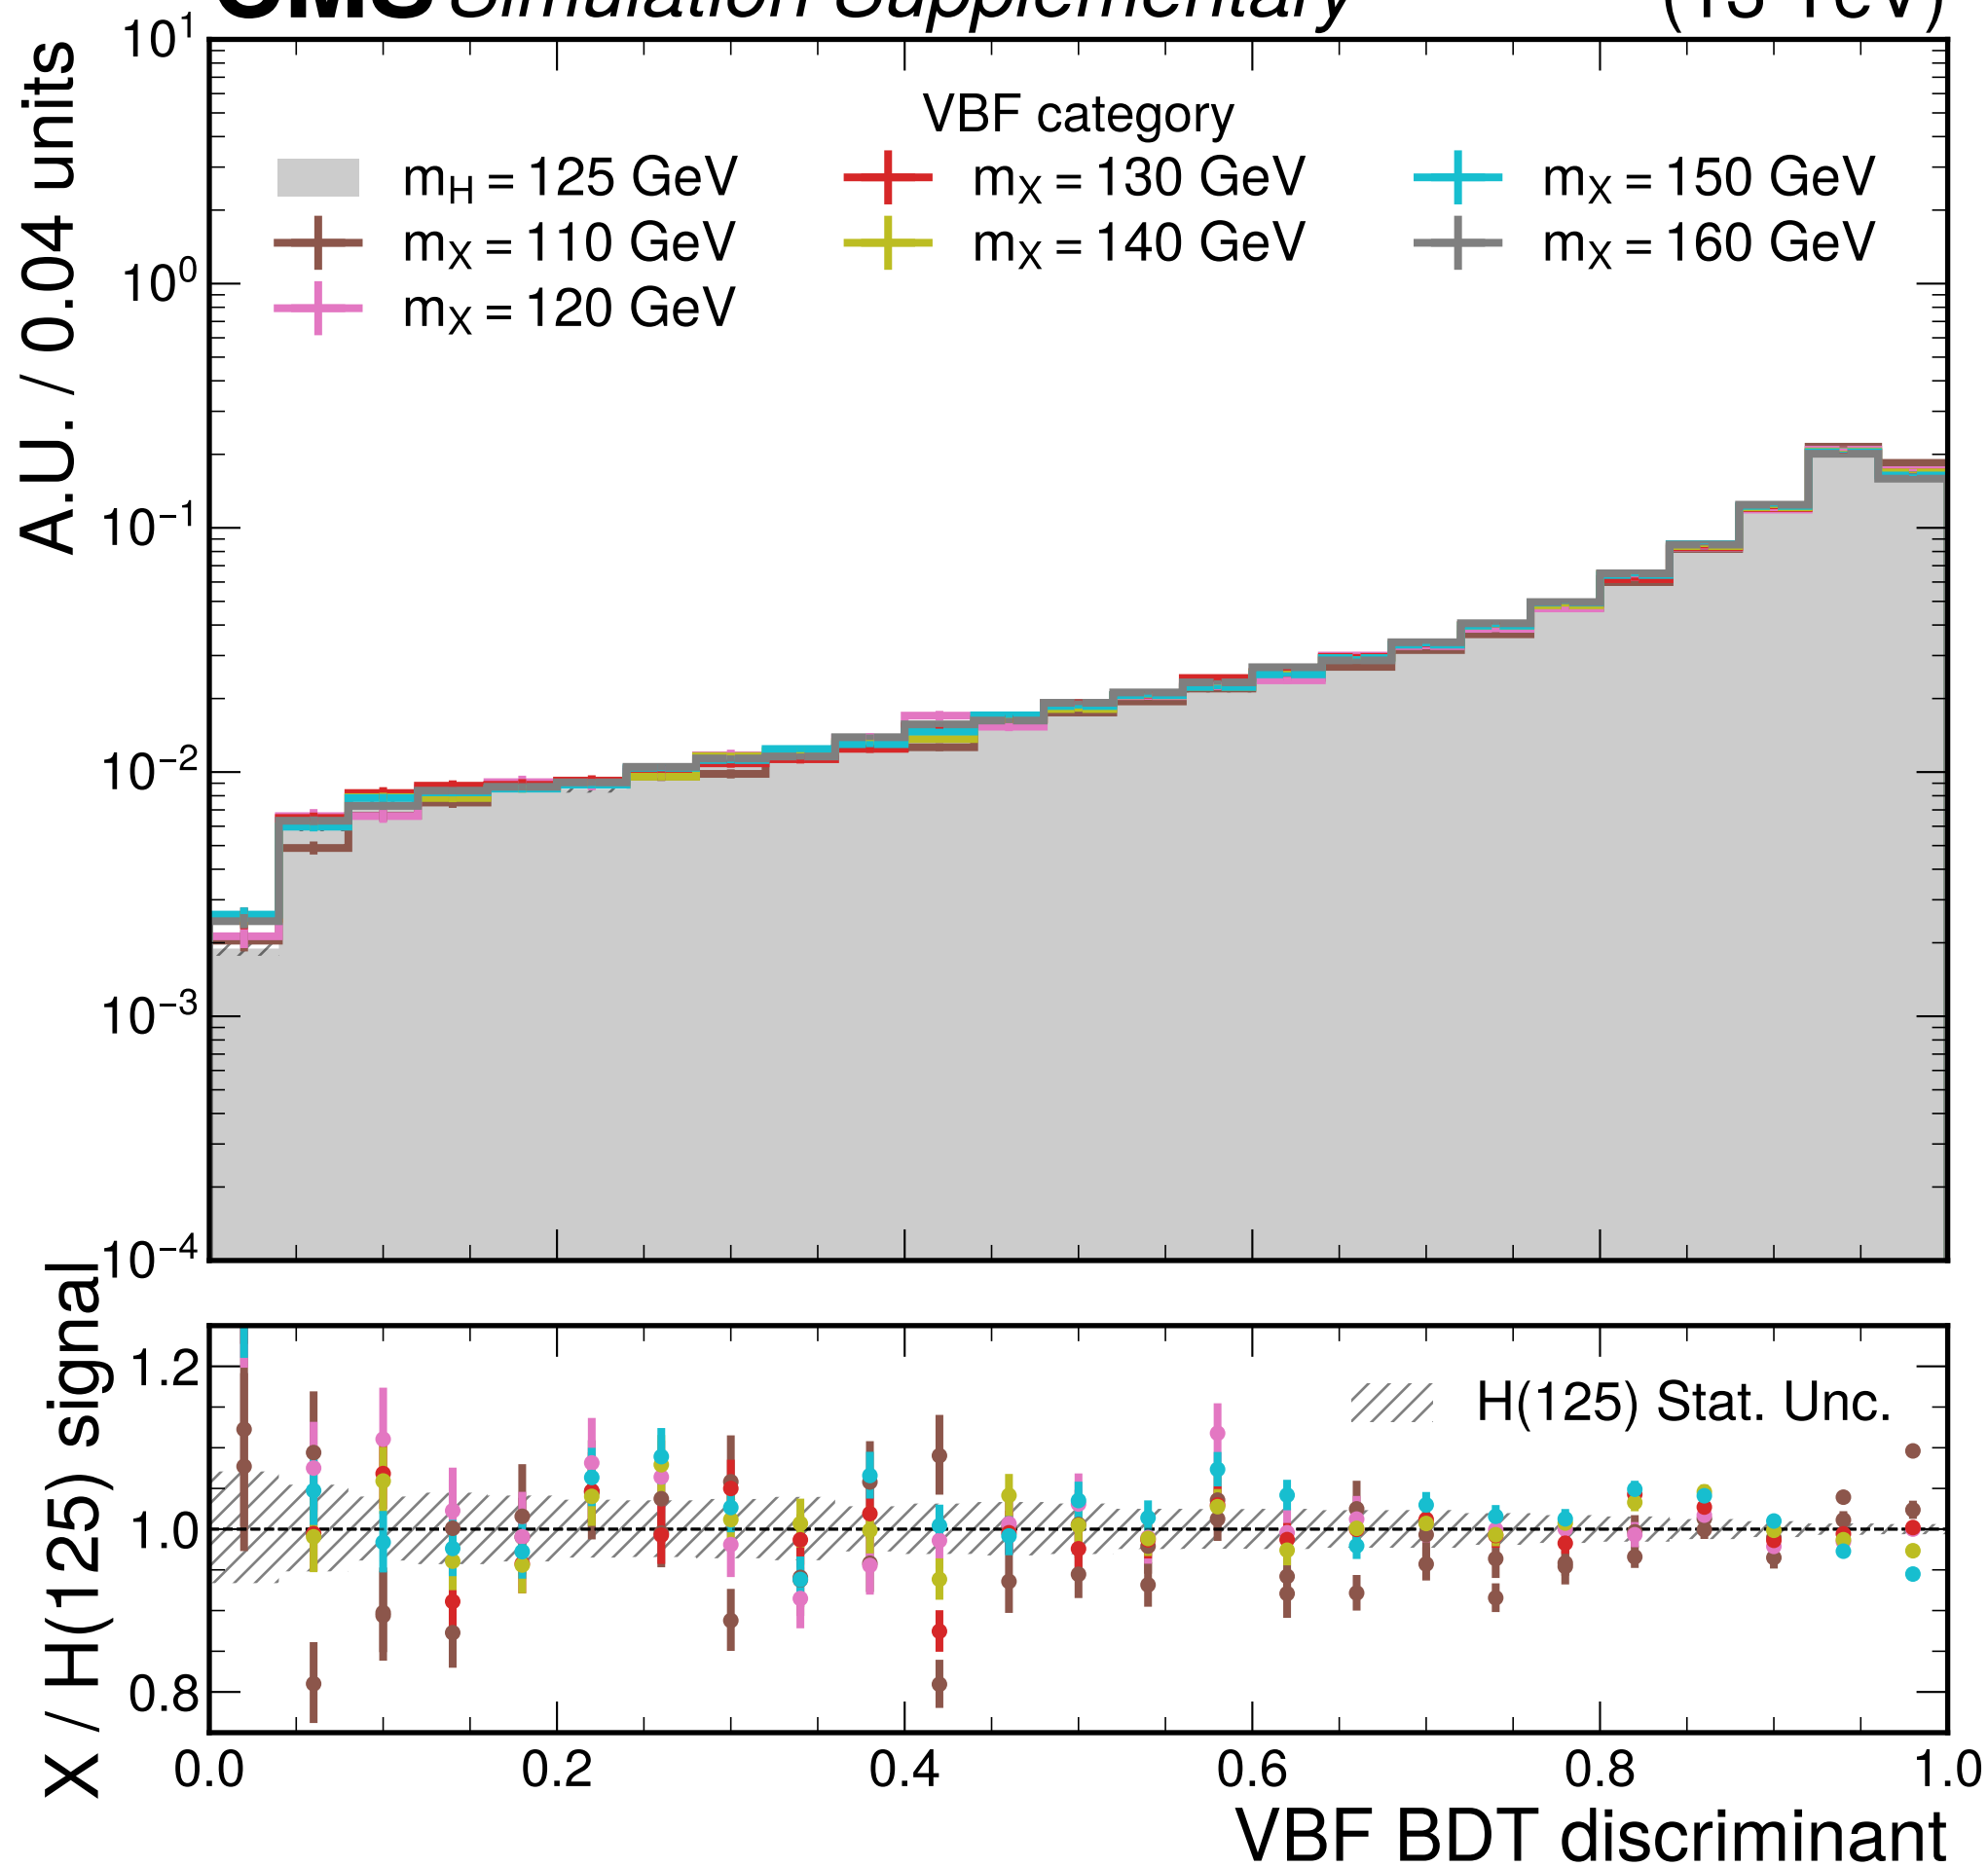 CMS Simulation Supplementary (13 TeV)
A.U. / 0.04 units
10¹
10⁰
10⁻¹
10⁻²
10⁻³
10⁻⁴
VBF category
m_H = 125 GeV
m_X = 110 GeV
m_X = 120 GeV
m_X = 130 GeV
m_X = 140 GeV
m_X = 150 GeV
m_X = 160 GeV
X / H(125) signal
1.2
1.0
0.8
H(125) Stat. Unc.
0.0 0.2 0.4 0.6 0.8 1.0
VBF BDT discriminant